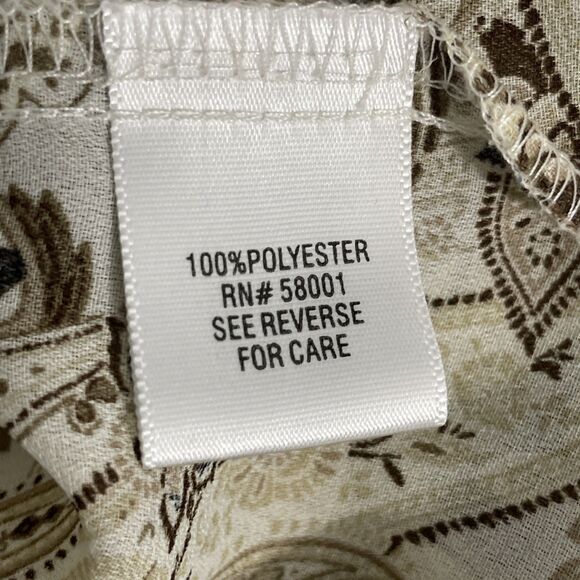 100%POLYESTER
RN# 58001
SEE REVERSE
FOR CARE